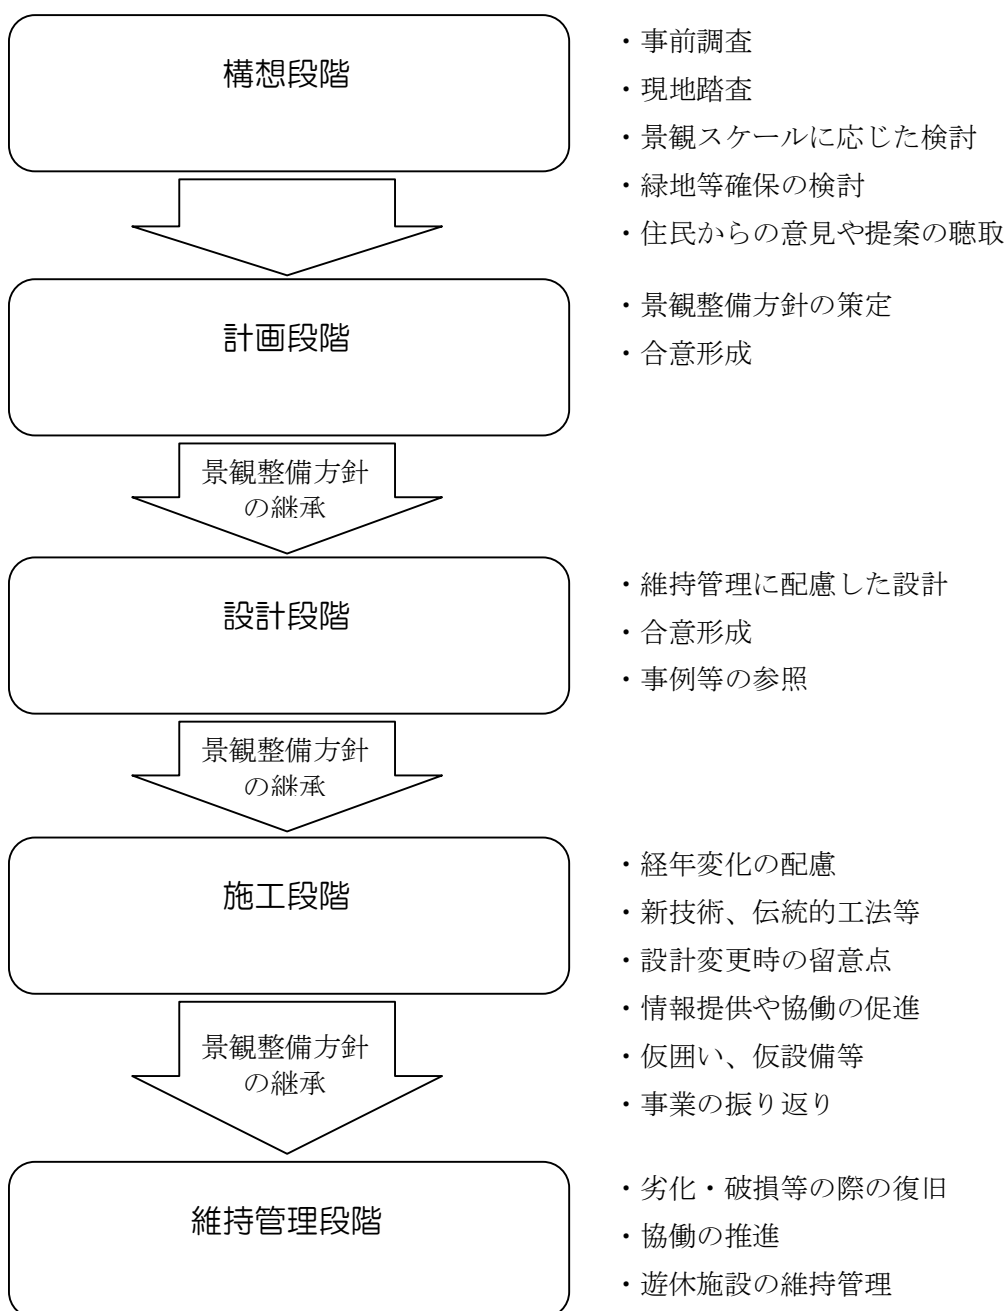 構想段階
・事前調査
・現地踏査
・景観スケールに応じた検討
・緑地等確保の検討
・住民からの意見や提案の聴取
計画段階
・景観整備方針の策定
・合意形成
景観整備方針
の継承
設計段階
・維持管理に配慮した設計
・合意形成
・事例等の参照
景観整備方針
の継承
施工段階
・経年変化の配慮
・新技術、伝統的工法等
・設計変更時の留意点
・情報提供や協働の促進
・仮囲い、仮設備等
・事業の振り返り
景観整備方針
の継承
維持管理段階
・劣化・破損等の際の復旧
・協働の推進
・遊休施設の維持管理